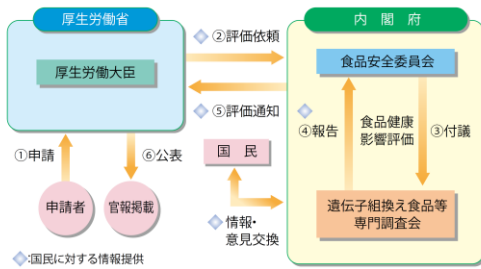 厚生労働省
内閣府
②評価依頼
厚生労働大臣
食品安全委員会
⑤評価通知
④報告
食品健康
影響評価
③付議
①申請
⑥公表
国民
申請者
官報掲載
遺伝子組換え食品等
専門調査会
情報・
意見交換
:国民に対する情報提供